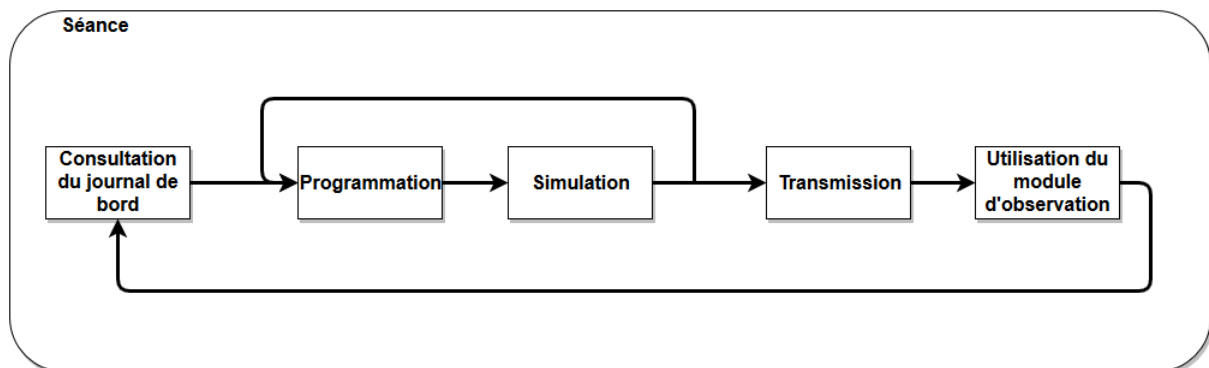 Séance
Consultation
du journal de
bord
Programmation
Simulation
Transmission
Utilisation du
module
d'observation